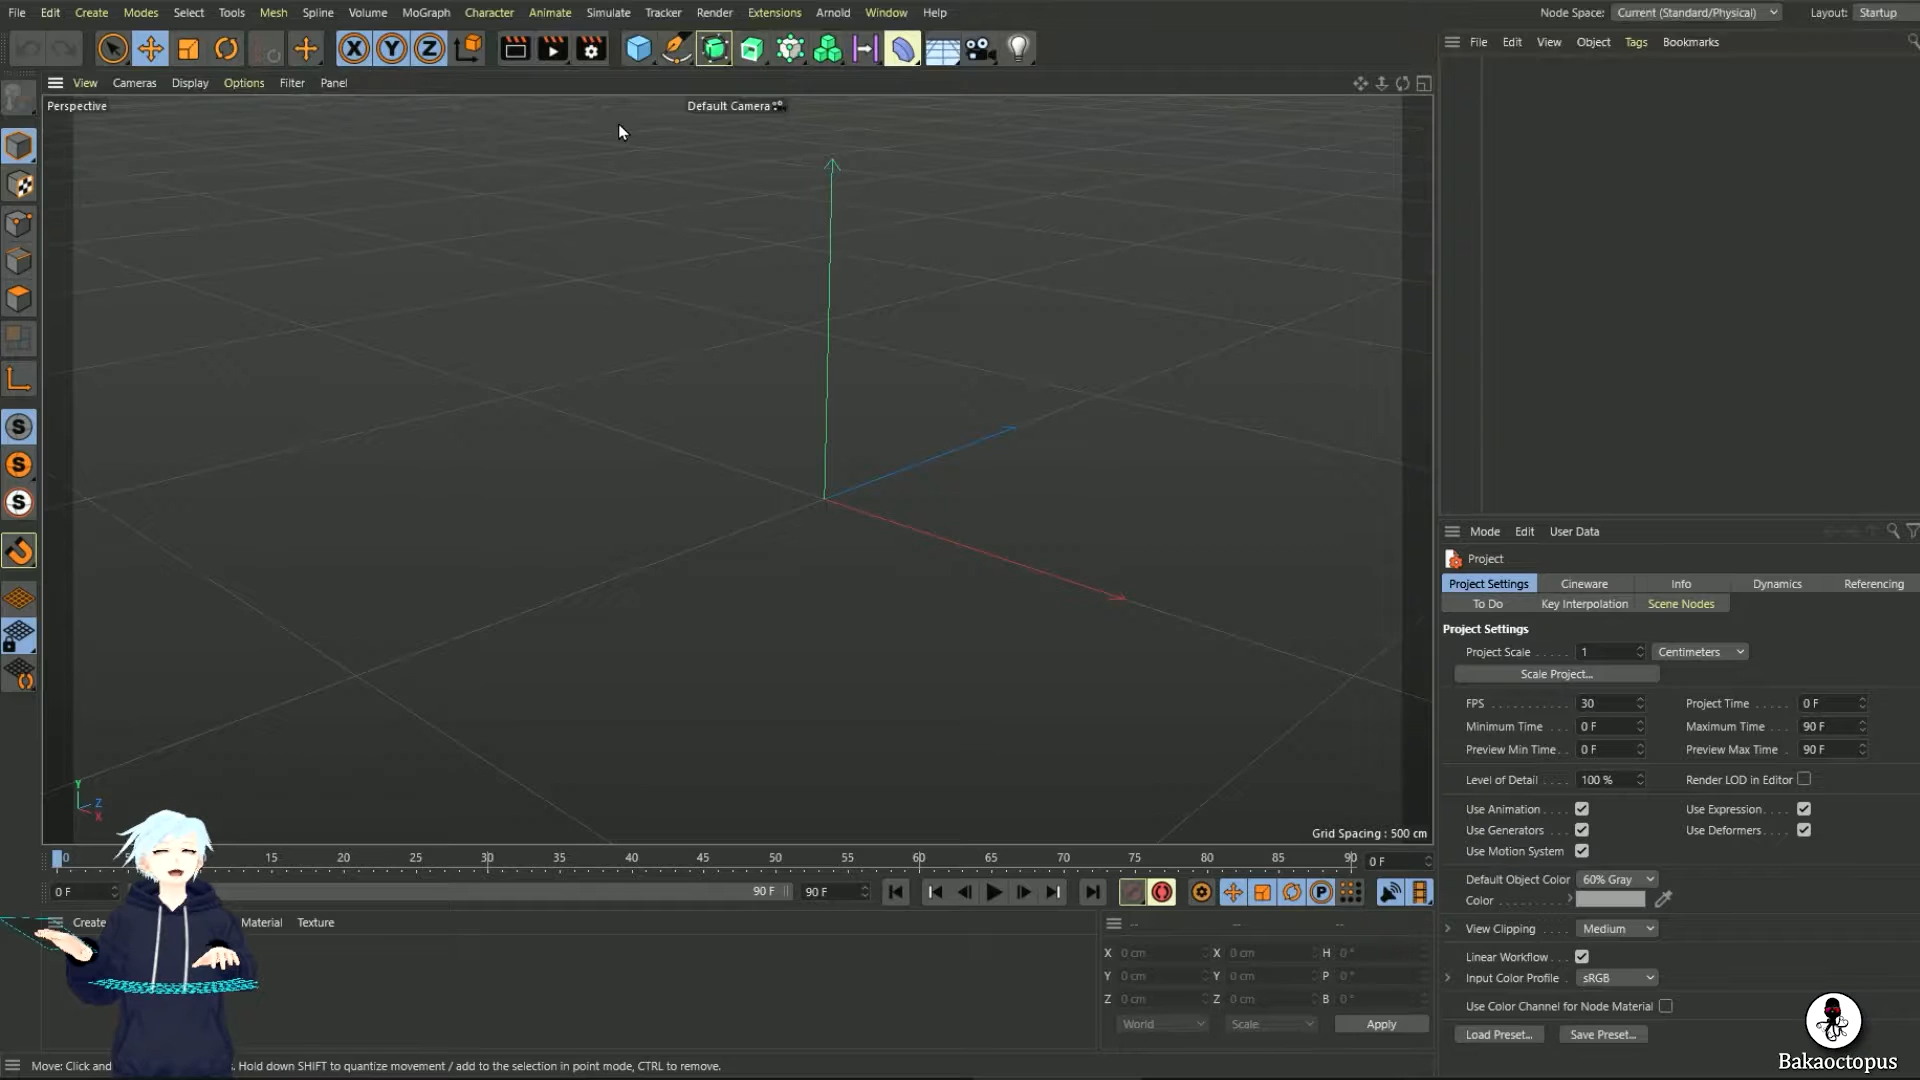 File Edit Create Modes Select Tools Mesh Spline Volume MoGraph Character Animate Simulate Tracker Render Extensions Arnold Window Help
Node Space: Current (Standard/Physical) Layout: Startup
X Y Z
File Edit View Object Tags Bookmarks
View Cameras Display Options Filter Panel
Perspective
Default Camera
S
S
S
Mode Edit User Data
Project
Project Settings Cineware Info Dynamics Referencing
To Do Key Interpolation Scene Nodes
Project Settings
Project Scale 1 Centimeters
Scale Project...
FPS 30 Project Time 0 F
Minimum Time 0 F Maximum Time 90 F
Preview Min Time 0 F Preview Max Time 90 F
Level of Detail 100 % Render LOD in Editor
Use Animation Use Expression
Use Generators Use Deformers
Use Motion System
Default Object Color 60% Gray
Color
View Clipping Medium
Linear Workflow
Input Color Profile sRGB
Use Color Channel for Node Material
Load Preset... Save Preset...
Y
Z
X
Grid Spacing : 500 cm
0 15 20 25 30 35 40 45 50 55 60 65 70 75 80 85 90 0 F
0 F 90 F 90 F P
Create Material Texture
-- -- --
X 0 cm X 0 cm H 0 °
Y 0 cm Y 0 cm P 0 °
Z 0 cm Z 0 cm B 0 °
World Scale Apply
Move: Click and Hold down SHIFT to quantize movement / add to the selection in point mode, CTRL to remove.
Bakaoctopus